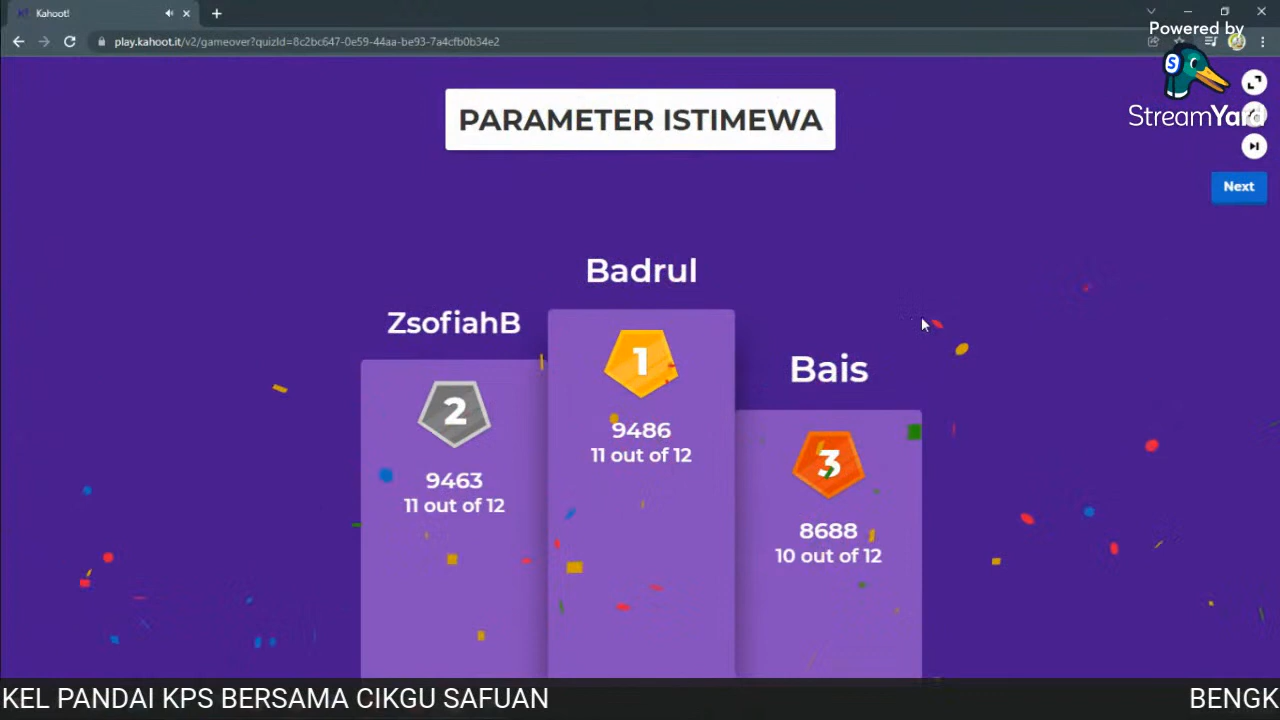 Kahoot!
play.kahoot.it/v2/gameover?quizId=8c2bc647-0e59-44aa-be93-7a4cfb0b34e2
Powered by
StreamYard
PARAMETER ISTIMEWA
Next
Badrul
ZsofiahB
Bais
1
9486
11 out of 12
2
9463
11 out of 12
3
8688
10 out of 12
KEL PANDAI KPS BERSAMA CIKGU SAFUAN
BENGK